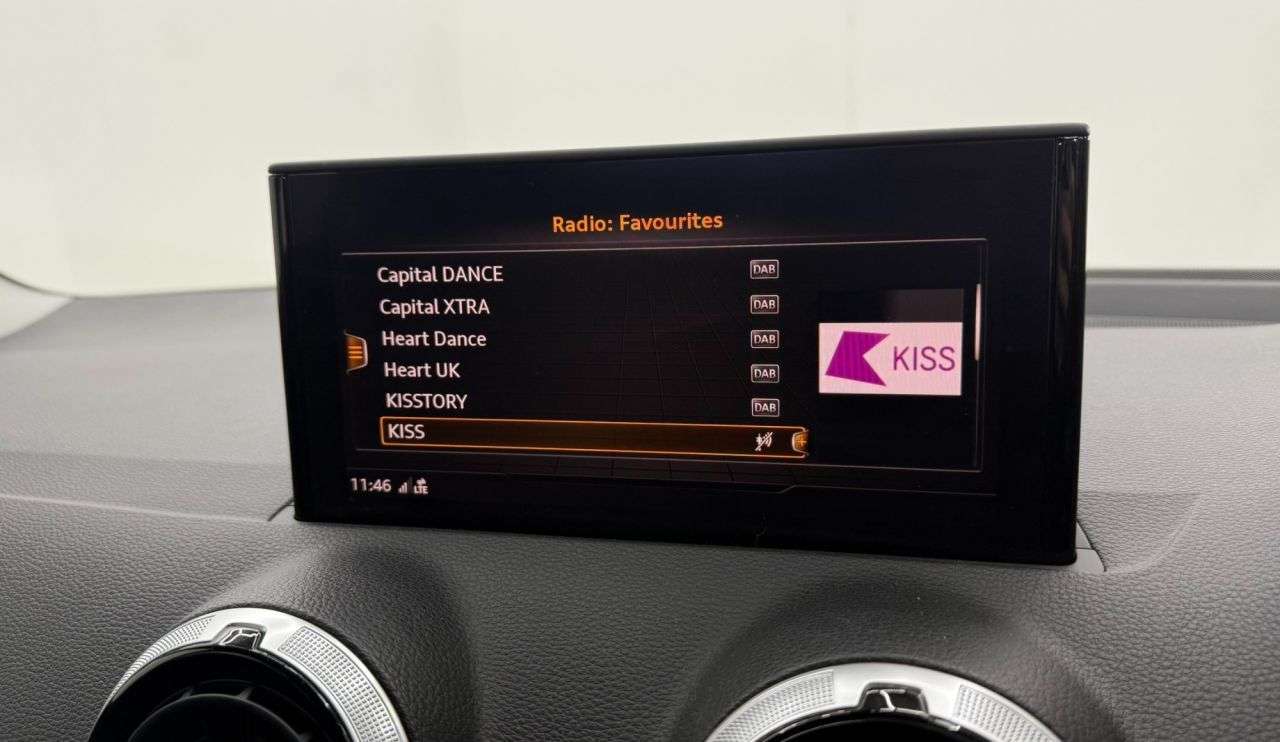 Radio: Favourites
Capital DANCE DAB
Capital XTRA DAB
Heart Dance DAB
Heart UK DAB
KISSTORY DAB
KISS
KISS
11:46 LTE